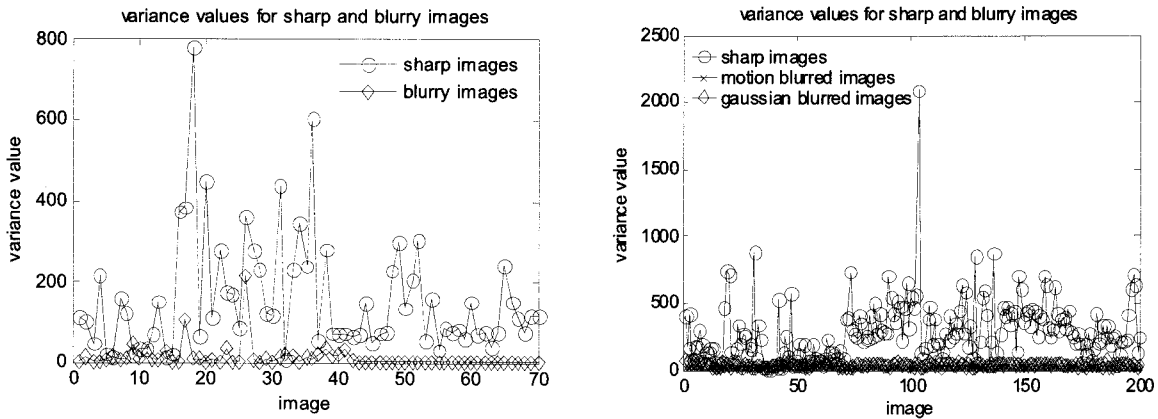 variance values for sharp and blurry images
800
600
400
200
0
variance value
sharp images
blurry images
0 10 20 30 40 50 60 70
image
variance values for sharp and blurry images
2500
2000
1500
1000
500
0
variance value
sharp images
motion blurred images
gaussian blurred images
0 50 100 150 200
image